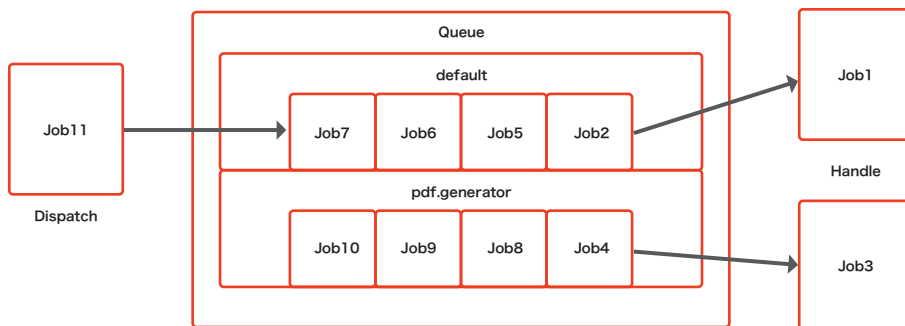 Queue
default
Job11
Job7 Job6 Job5 Job2
Job1
Dispatch
Handle
pdf.generator
Job10 Job9 Job8 Job4
Job3